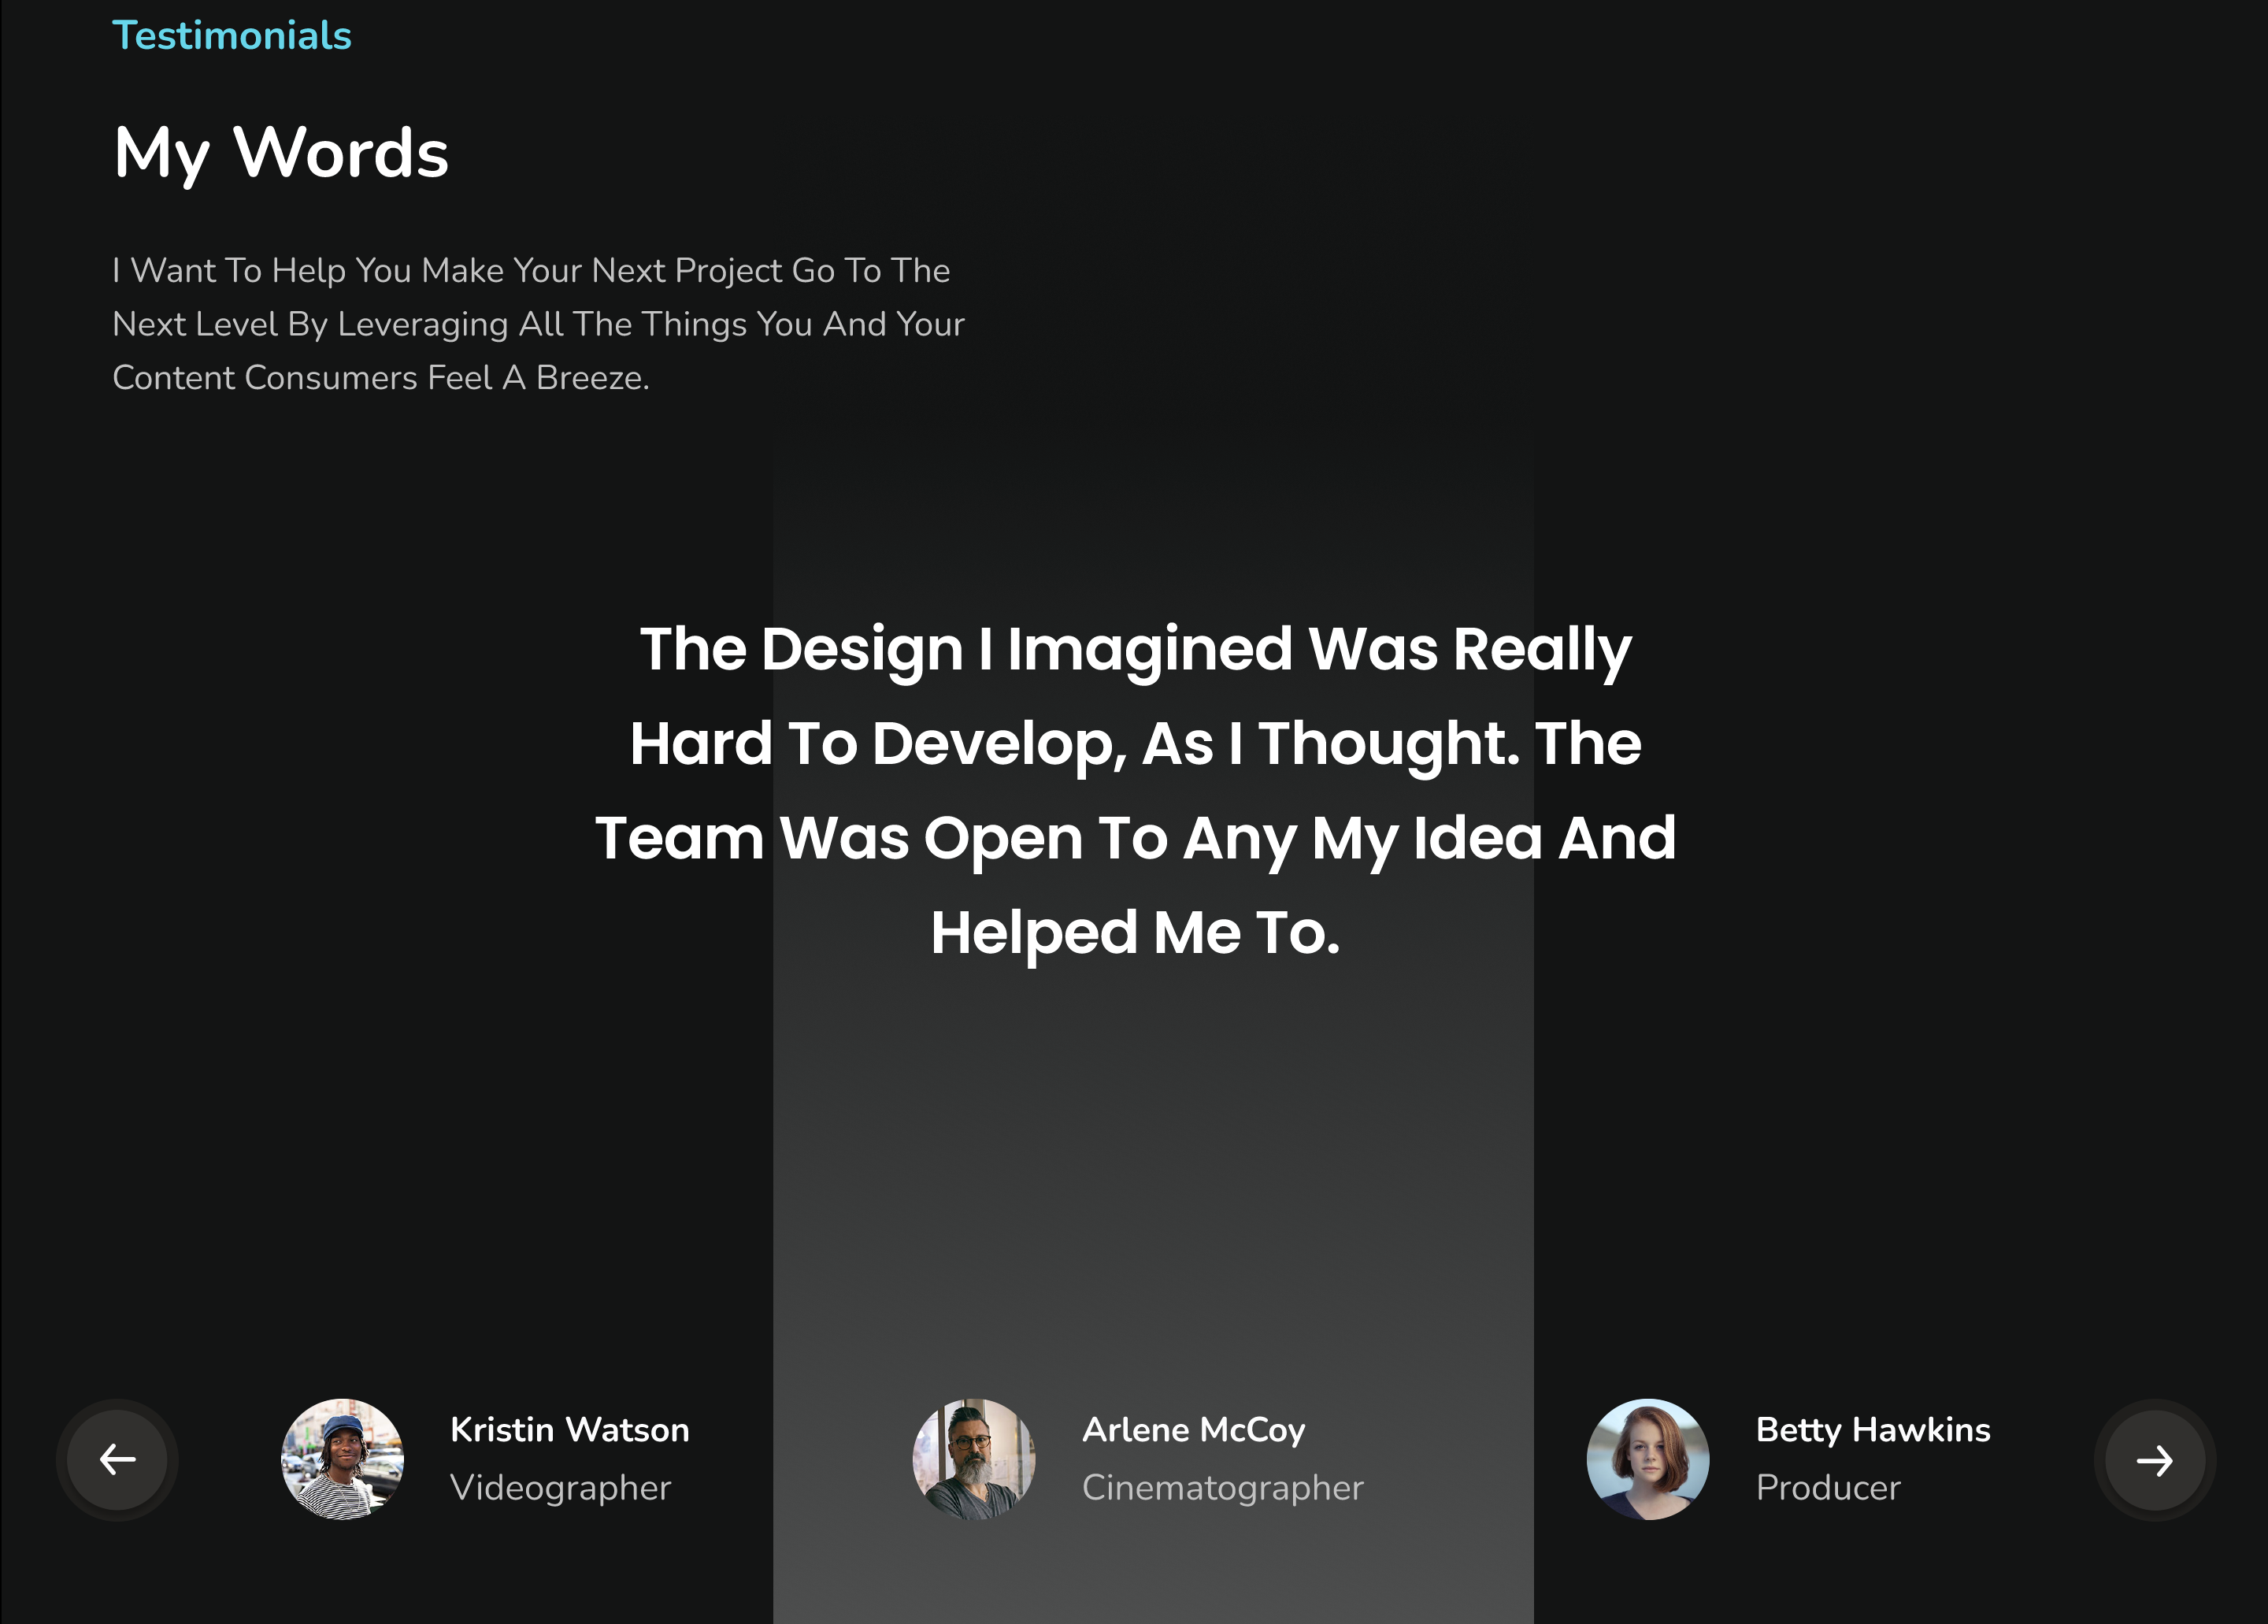 Testimonials
My Words
I Want To Help You Make Your Next Project Go To The
Next Level By Leveraging All The Things You And Your
Content Consumers Feel A Breeze.
The Design I Imagined Was Really
Hard To Develop, As I Thought. The
Team Was Open To Any My Idea And
Helped Me To.
Kristin Watson
Videographer
Arlene McCoy
Cinematographer
Betty Hawkins
Producer